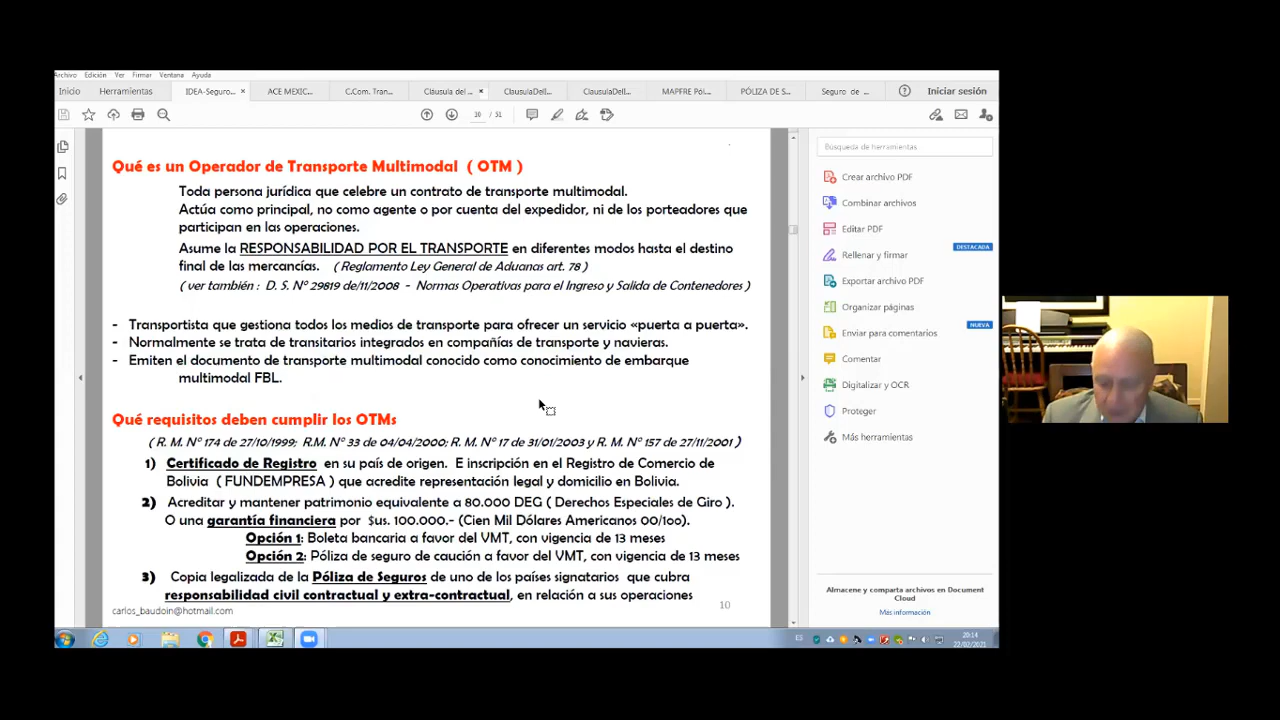 Archivo Edición Ver Firmar Ventana Ayuda
Inicio Herramientas IDEA-Seguro... × ACE MEXIC... C.Com. Tran... Cláusula del ... ClausulaDell... ClausulaDell... MAPFRE Pól... PÓLIZA DE S... Seguro de ... Iniciar sesión
10 / 51
Qué es un Operador de Transporte Multimodal ( OTM )
Toda persona jurídica que celebre un contrato de transporte multimodal.
Actúa como principal, no como agente o por cuenta del expedidor, ni de los porteadores que
participan en las operaciones.
Asume la RESPONSABILIDAD POR EL TRANSPORTE en diferentes modos hasta el destino
final de las mercancías. ( Reglamento Ley General de Aduanas art. 78 )
( ver también : D. S. N° 29819 de/11/2008 - Normas Operativas para el Ingreso y Salida de Contenedores )
- Transportista que gestiona todos los medios de transporte para ofrecer un servicio «puerta a puerta».
- Normalmente se trata de transitarios integrados en compañías de transporte y navieras.
- Emiten el documento de transporte multimodal conocido como conocimiento de embarque
multimodal FBL.
Qué requisitos deben cumplir los OTMs
( R. M. N° 174 de 27/10/1999; R.M. N° 33 de 04/04/2000; R. M. N° 17 de 31/01/2003 y R. M. N° 157 de 27/11/2001 )
1) Certificado de Registro en su país de origen. E inscripción en el Registro de Comercio de
Bolivia ( FUNDEMPRESA ) que acredite representación legal y domicilio en Bolivia.
2) Acreditar y mantener patrimonio equivalente a 80.000 DEG ( Derechos Especiales de Giro ).
O una garantía financiera por $us. 100.000.- (Cien Mil Dólares Americanos 00/100).
Opción 1: Boleta bancaria a favor del VMT, con vigencia de 13 meses
Opción 2: Póliza de seguro de caución a favor del VMT, con vigencia de 13 meses
3) Copia legalizada de la Póliza de Seguros de uno de los países signatarios que cubra
responsabilidad civil contractual y extra-contractual, en relación a sus operaciones
carlos_baudoin@hotmail.com
10
Búsqueda de herramientas
Crear archivo PDF
Combinar archivos
Editar PDF
DESTACADA
Rellenar y firmar
Exportar archivo PDF
Organizar páginas
NUEVA
Enviar para comentarios
Comentar
Digitalizar y OCR
Proteger
Más herramientas
Almacene y comparta archivos en Document
Cloud
Más información
ES
20:14
22/02/2021